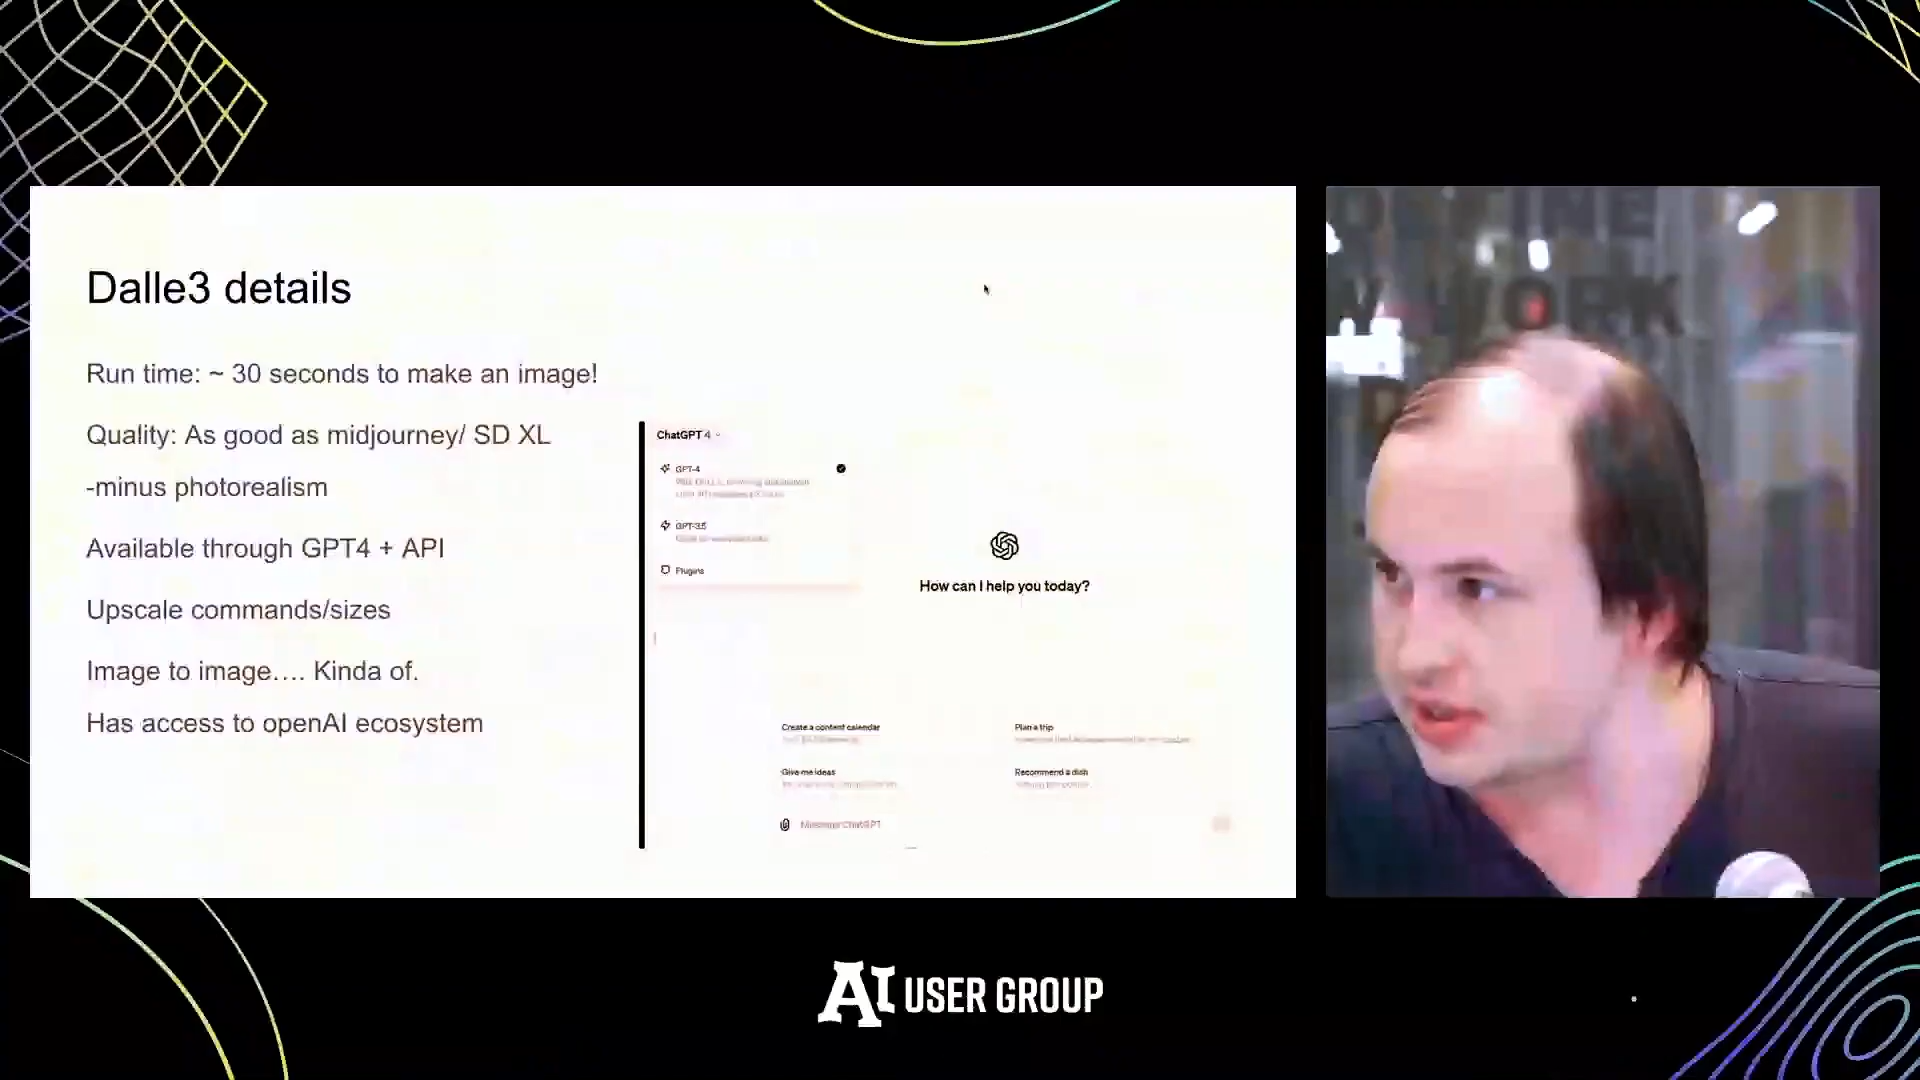 Dalle3 details
Run time: ~ 30 seconds to make an image!
Quality: As good as midjourney/ SD XL
-minus photorealism
Available through GPT4 + API
Upscale commands/sizes
Image to image…. Kinda of.
Has access to openAI ecosystem
ChatGPT 4
GPT-4
GPT-3.5
Plugins
How can I help you today?
Create a content calendar
Plan a trip
Give me ideas
Recommend a dish
Message ChatGPT
WORK
AI USER GROUP